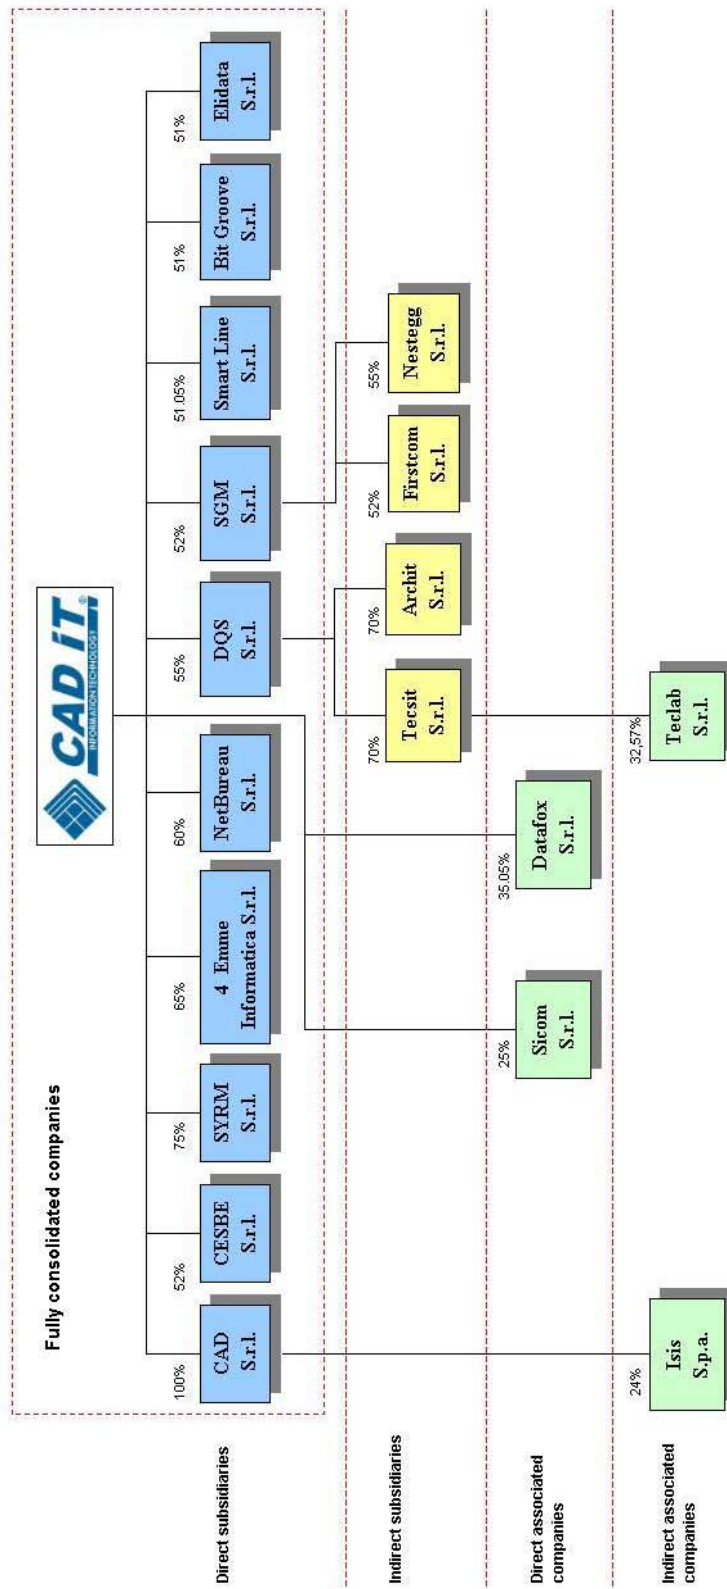 CAD iT®
INFORMATION TECHNOLOGY
Fully consolidated companies
Direct subsidiaries
100%
CAD
S.r.l.
52%
CESBE
S.r.l.
75%
SYRM
S.r.l.
65%
4 Emme
Informatica S.r.l.
60%
NetBureau
S.r.l.
55%
DQS
S.r.l.
52%
SGM
S.r.l.
51.05%
Smart Line
S.r.l.
51%
Bit Groove
S.r.l.
51%
Elidata
S.r.l.
Indirect subsidiaries
70%
Tecsit
S.r.l.
70%
Archit
S.r.l.
52%
Firstcom
S.r.l.
55%
Nestegg
S.r.l.
Direct associated
companies
25%
Sicom
S.r.l.
35.05%
Datafox
S.r.l.
Indirect associated
companies
24%
Isis
S.p.a.
32,57%
Teclab
S.r.l.